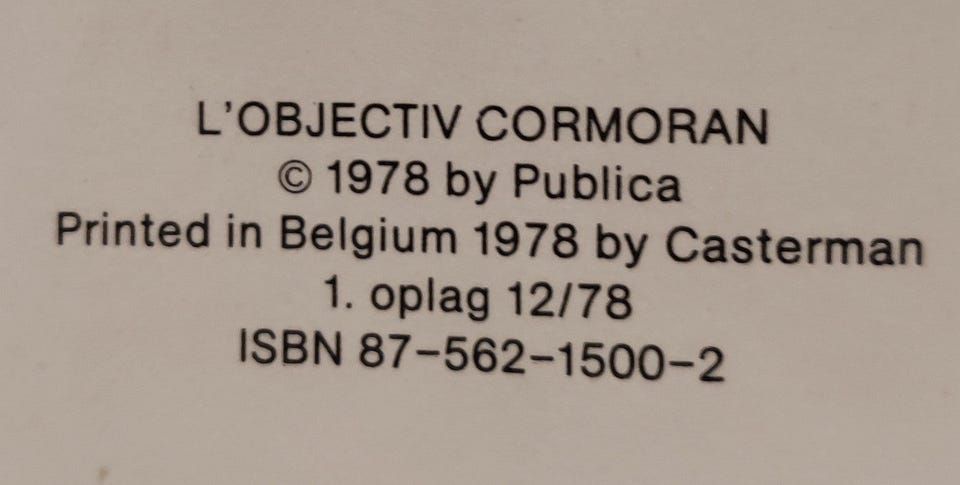 L'OBJECTIV CORMORAN
© 1978 by Publica
Printed in Belgium 1978 by Casterman
1. oplag 12/78
ISBN 87-562-1500-2